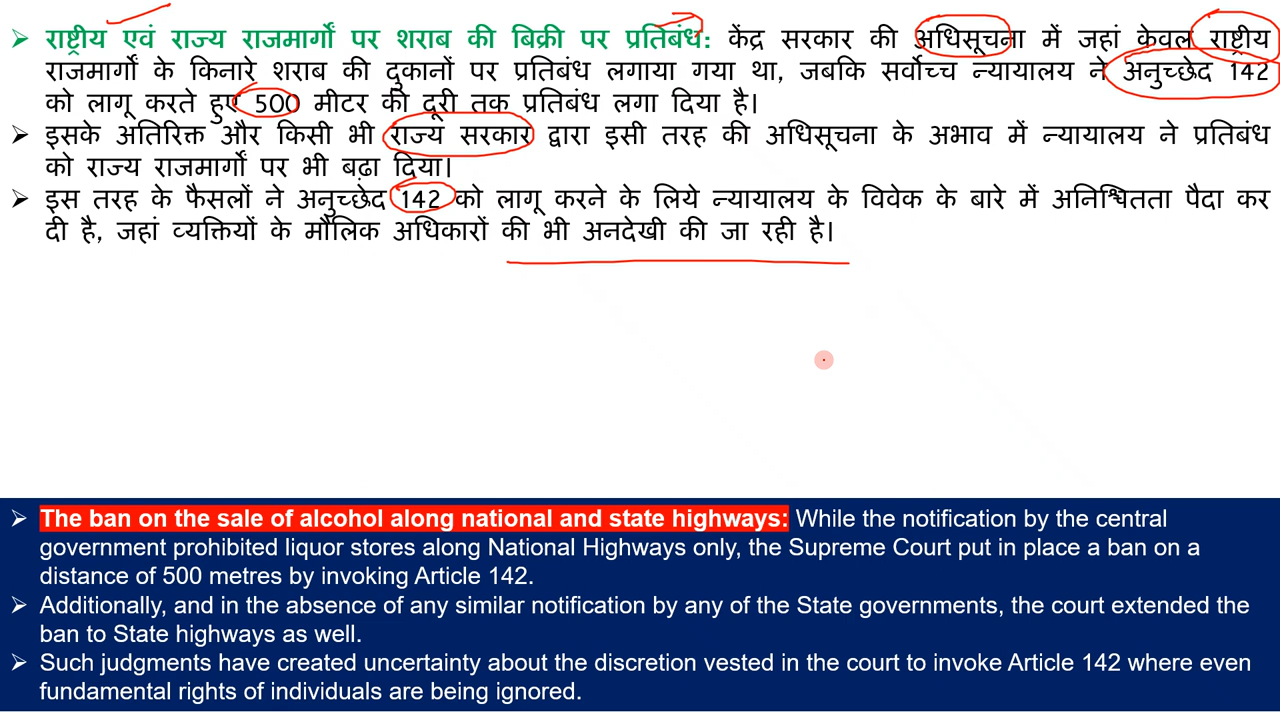 ➢ राष्ट्रीय एवं राज्य राजमार्गों पर शराब की बिक्री पर प्रतिबंध: केंद्र सरकार की अधिसूचना में जहां केवल राष्ट्रीय
राजमार्गों के किनारे शराब की दुकानों पर प्रतिबंध लगाया गया था, जबकि सर्वोच्च न्यायालय ने अनुच्छेद 142
को लागू करते हुए 500 मीटर की दूरी तक प्रतिबंध लगा दिया है।
➢ इसके अतिरिक्त और किसी भी राज्य सरकार द्वारा इसी तरह की अधिसूचना के अभाव में न्यायालय ने प्रतिबंध
को राज्य राजमार्गों पर भी बढ़ा दिया।
➢ इस तरह के फैसलों ने अनुच्छेद 142 को लागू करने के लिये न्यायालय के विवेक के बारे में अनिश्चितता पैदा कर
दी है, जहां व्यक्तियों के मौलिक अधिकारों की भी अनदेखी की जा रही है।
➢ The ban on the sale of alcohol along national and state highways: While the notification by the central
government prohibited liquor stores along National Highways only, the Supreme Court put in place a ban on a
distance of 500 metres by invoking Article 142.
➢ Additionally, and in the absence of any similar notification by any of the State governments, the court extended the
ban to State highways as well.
➢ Such judgments have created uncertainty about the discretion vested in the court to invoke Article 142 where even
fundamental rights of individuals are being ignored.